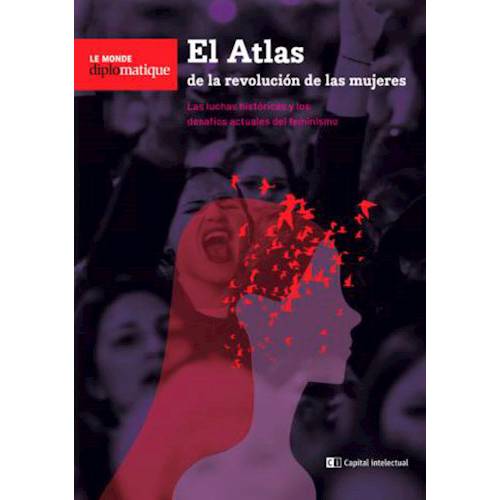 LE MONDE
diplomatique
El Atlas
de la revolución de las mujeres
Las luchas históricas y los
desafíos actuales del feminismo
Ci Capital intelectual